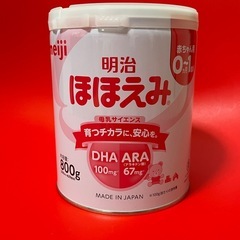 meiji
明治
ほほえみ
赤ちゃん用
0~1歳
母乳サイエンス
育つチカラに、安心を。
DHA ARA
100mg 67mg
800g
MADE IN JAPAN